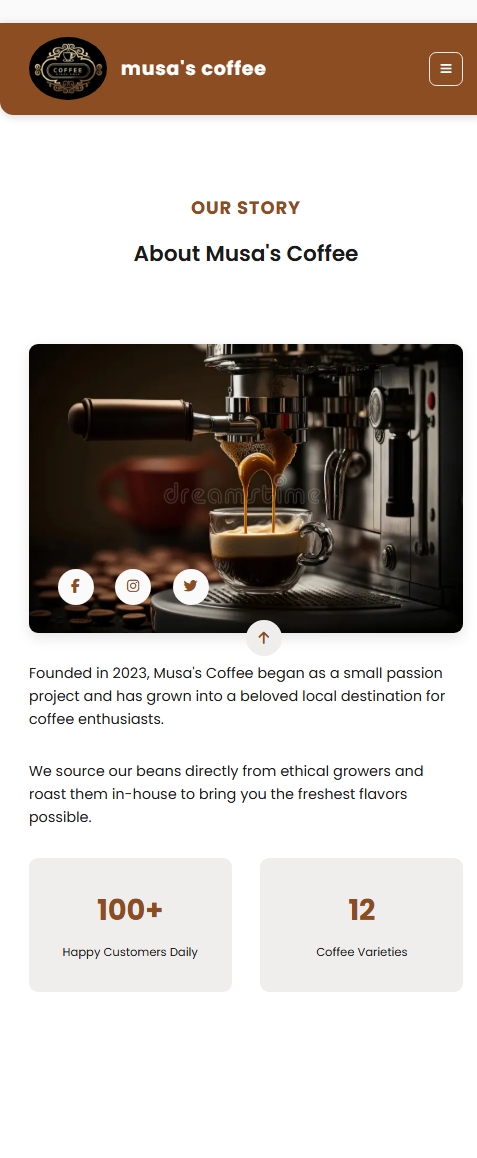 COFFEE
musa's coffee
OUR STORY
About Musa's Coffee
dreamstime
Founded in 2023, Musa's Coffee began as a small passion
project and has grown into a beloved local destination for
coffee enthusiasts.
We source our beans directly from ethical growers and
roast them in-house to bring you the freshest flavors
possible.
100+
Happy Customers Daily
12
Coffee Varieties